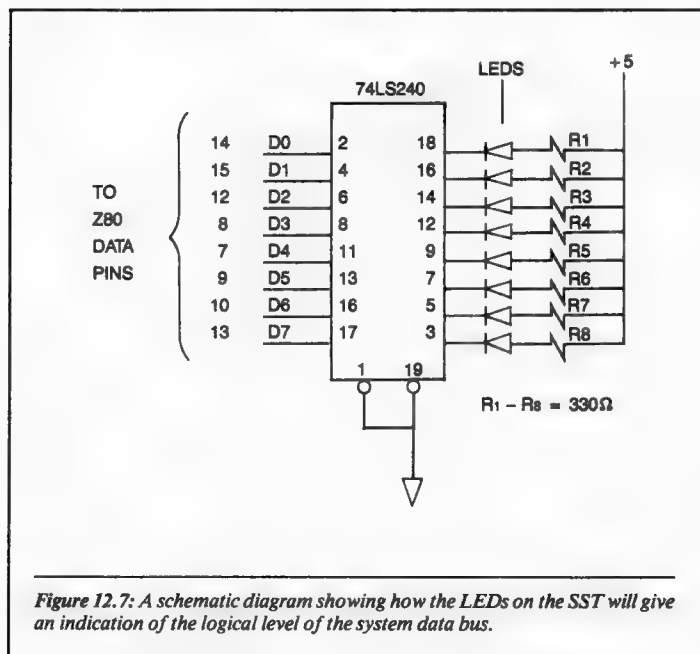 LEDS
+5
74LS240
14 D0 2 18 R1
15 D1 4 16 R2
12 D2 6 14 R3
8 D3 8 12 R4
7 D4 11 9 R5
9 D5 13 7 R6
10 D6 16 5 R7
13 D7 17 3 R8
TO
Z80
DATA
PINS
1 19
R1 – R8 = 330Ω
Figure 12.7: A schematic diagram showing how the LEDs on the SST will give
an indication of the logical level of the system data bus.